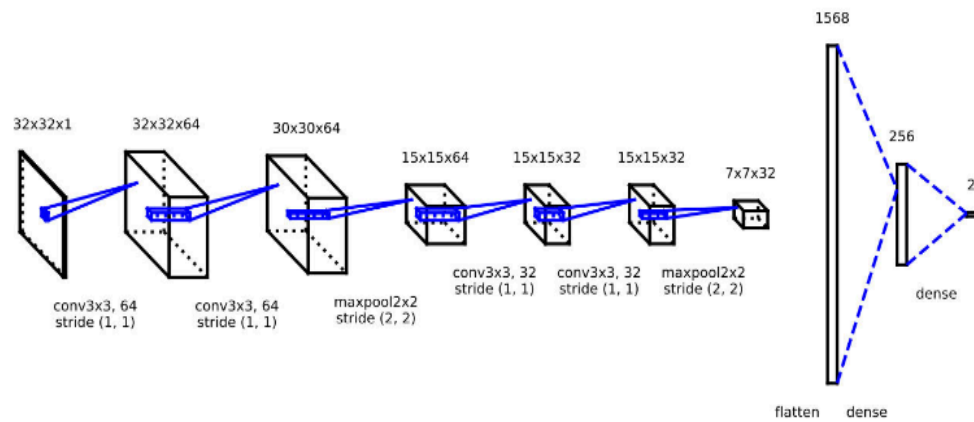 1568
256
2
32x32x1
32x32x64
30x30x64
15x15x64
15x15x32
15x15x32
7x7x32
conv3x3, 64
stride (1, 1)
conv3x3, 64
stride (1, 1)
maxpool2x2
stride (2, 2)
conv3x3, 32
stride (1, 1)
conv3x3, 32
stride (1, 1)
maxpool2x2
stride (2, 2)
dense
flatten
dense